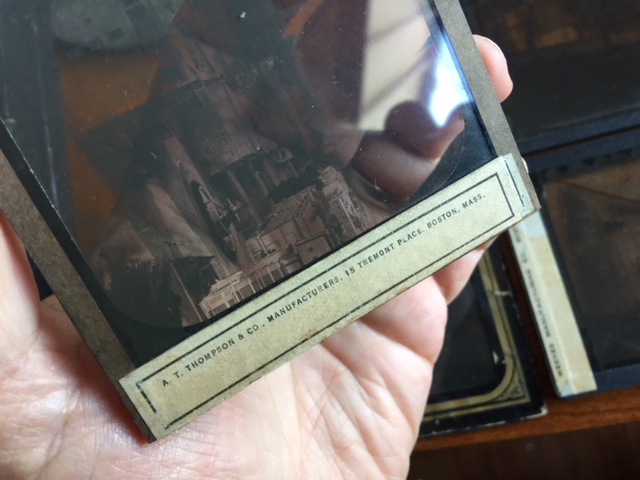 A. T. THOMPSON & CO., MANUFACTURERS. 15 TREMONT PLACE. BOSTON, MASS.